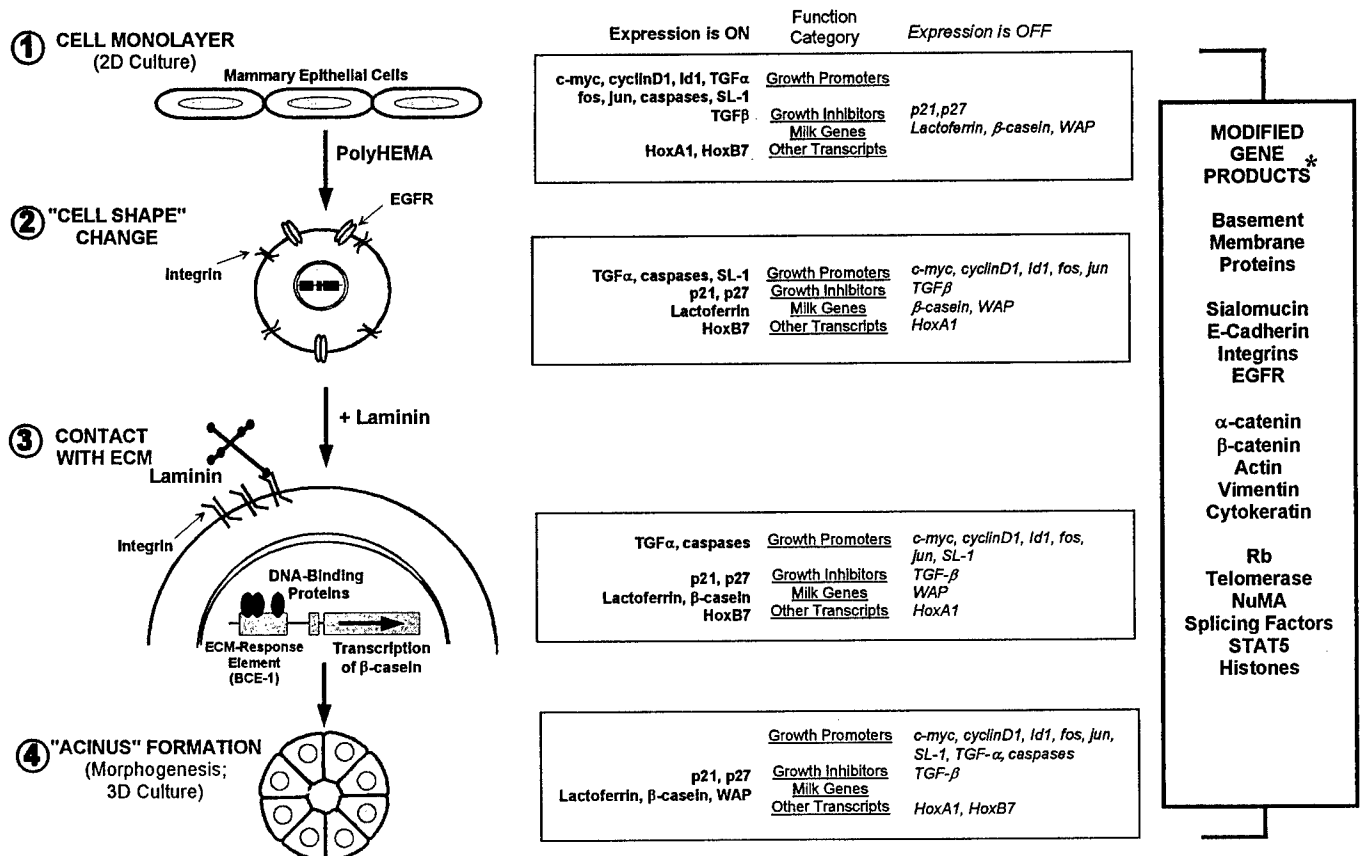 ① CELL MONOLAYER
(2D Culture)
Mammary Epithelial Cells
PolyHEMA
② "CELL SHAPE"
CHANGE
EGFR
Integrin
+ Laminin
③ CONTACT
WITH ECM
Laminin
Integrin
DNA-Binding
Proteins
ECM-Response
Element
(BCE-1)
Transcription
of β-casein
④ "ACINUS" FORMATION
(Morphogenesis;
3D Culture)
Expression is ON
Function
Category
Expression is OFF
c-myc, cyclinD1, Id1, TGFα Growth Promoters
fos, jun, caspases, SL-1
TGFβ Growth Inhibitors p21,p27
Milk Genes Lactoferrin, β-casein, WAP
HoxA1, HoxB7 Other Transcripts
TGFα, caspases, SL-1 Growth Promoters c-myc, cyclinD1, Id1, fos, jun
p21, p27 Growth Inhibitors TGFβ
Lactoferrin Milk Genes β-casein, WAP
HoxB7 Other Transcripts HoxA1
TGFα, caspases Growth Promoters c-myc, cyclinD1, Id1, fos,
jun, SL-1
p21, p27 Growth Inhibitors TGF-β
Lactoferrin, β-casein Milk Genes WAP
HoxB7 Other Transcripts HoxA1
Growth Promoters c-myc, cyclinD1, Id1, fos, jun,
SL-1, TGF-α, caspases
p21, p27 Growth Inhibitors TGF-β
Lactoferrin, β-casein, WAP Milk Genes
Other Transcripts HoxA1, HoxB7
MODIFIED
GENE
PRODUCTS*
Basement
Membrane
Proteins
Sialomucin
E-Cadherin
Integrins
EGFR
α-catenin
β-catenin
Actin
Vimentin
Cytokeratin
Rb
Telomerase
NuMA
Splicing Factors
STAT5
Histones